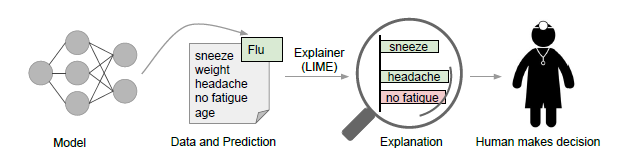 Flu
sneeze
weight
headache
no fatigue
age
Explainer
(LIME)
sneeze
headache
no fatigue
Model
Data and Prediction
Explanation
Human makes decision